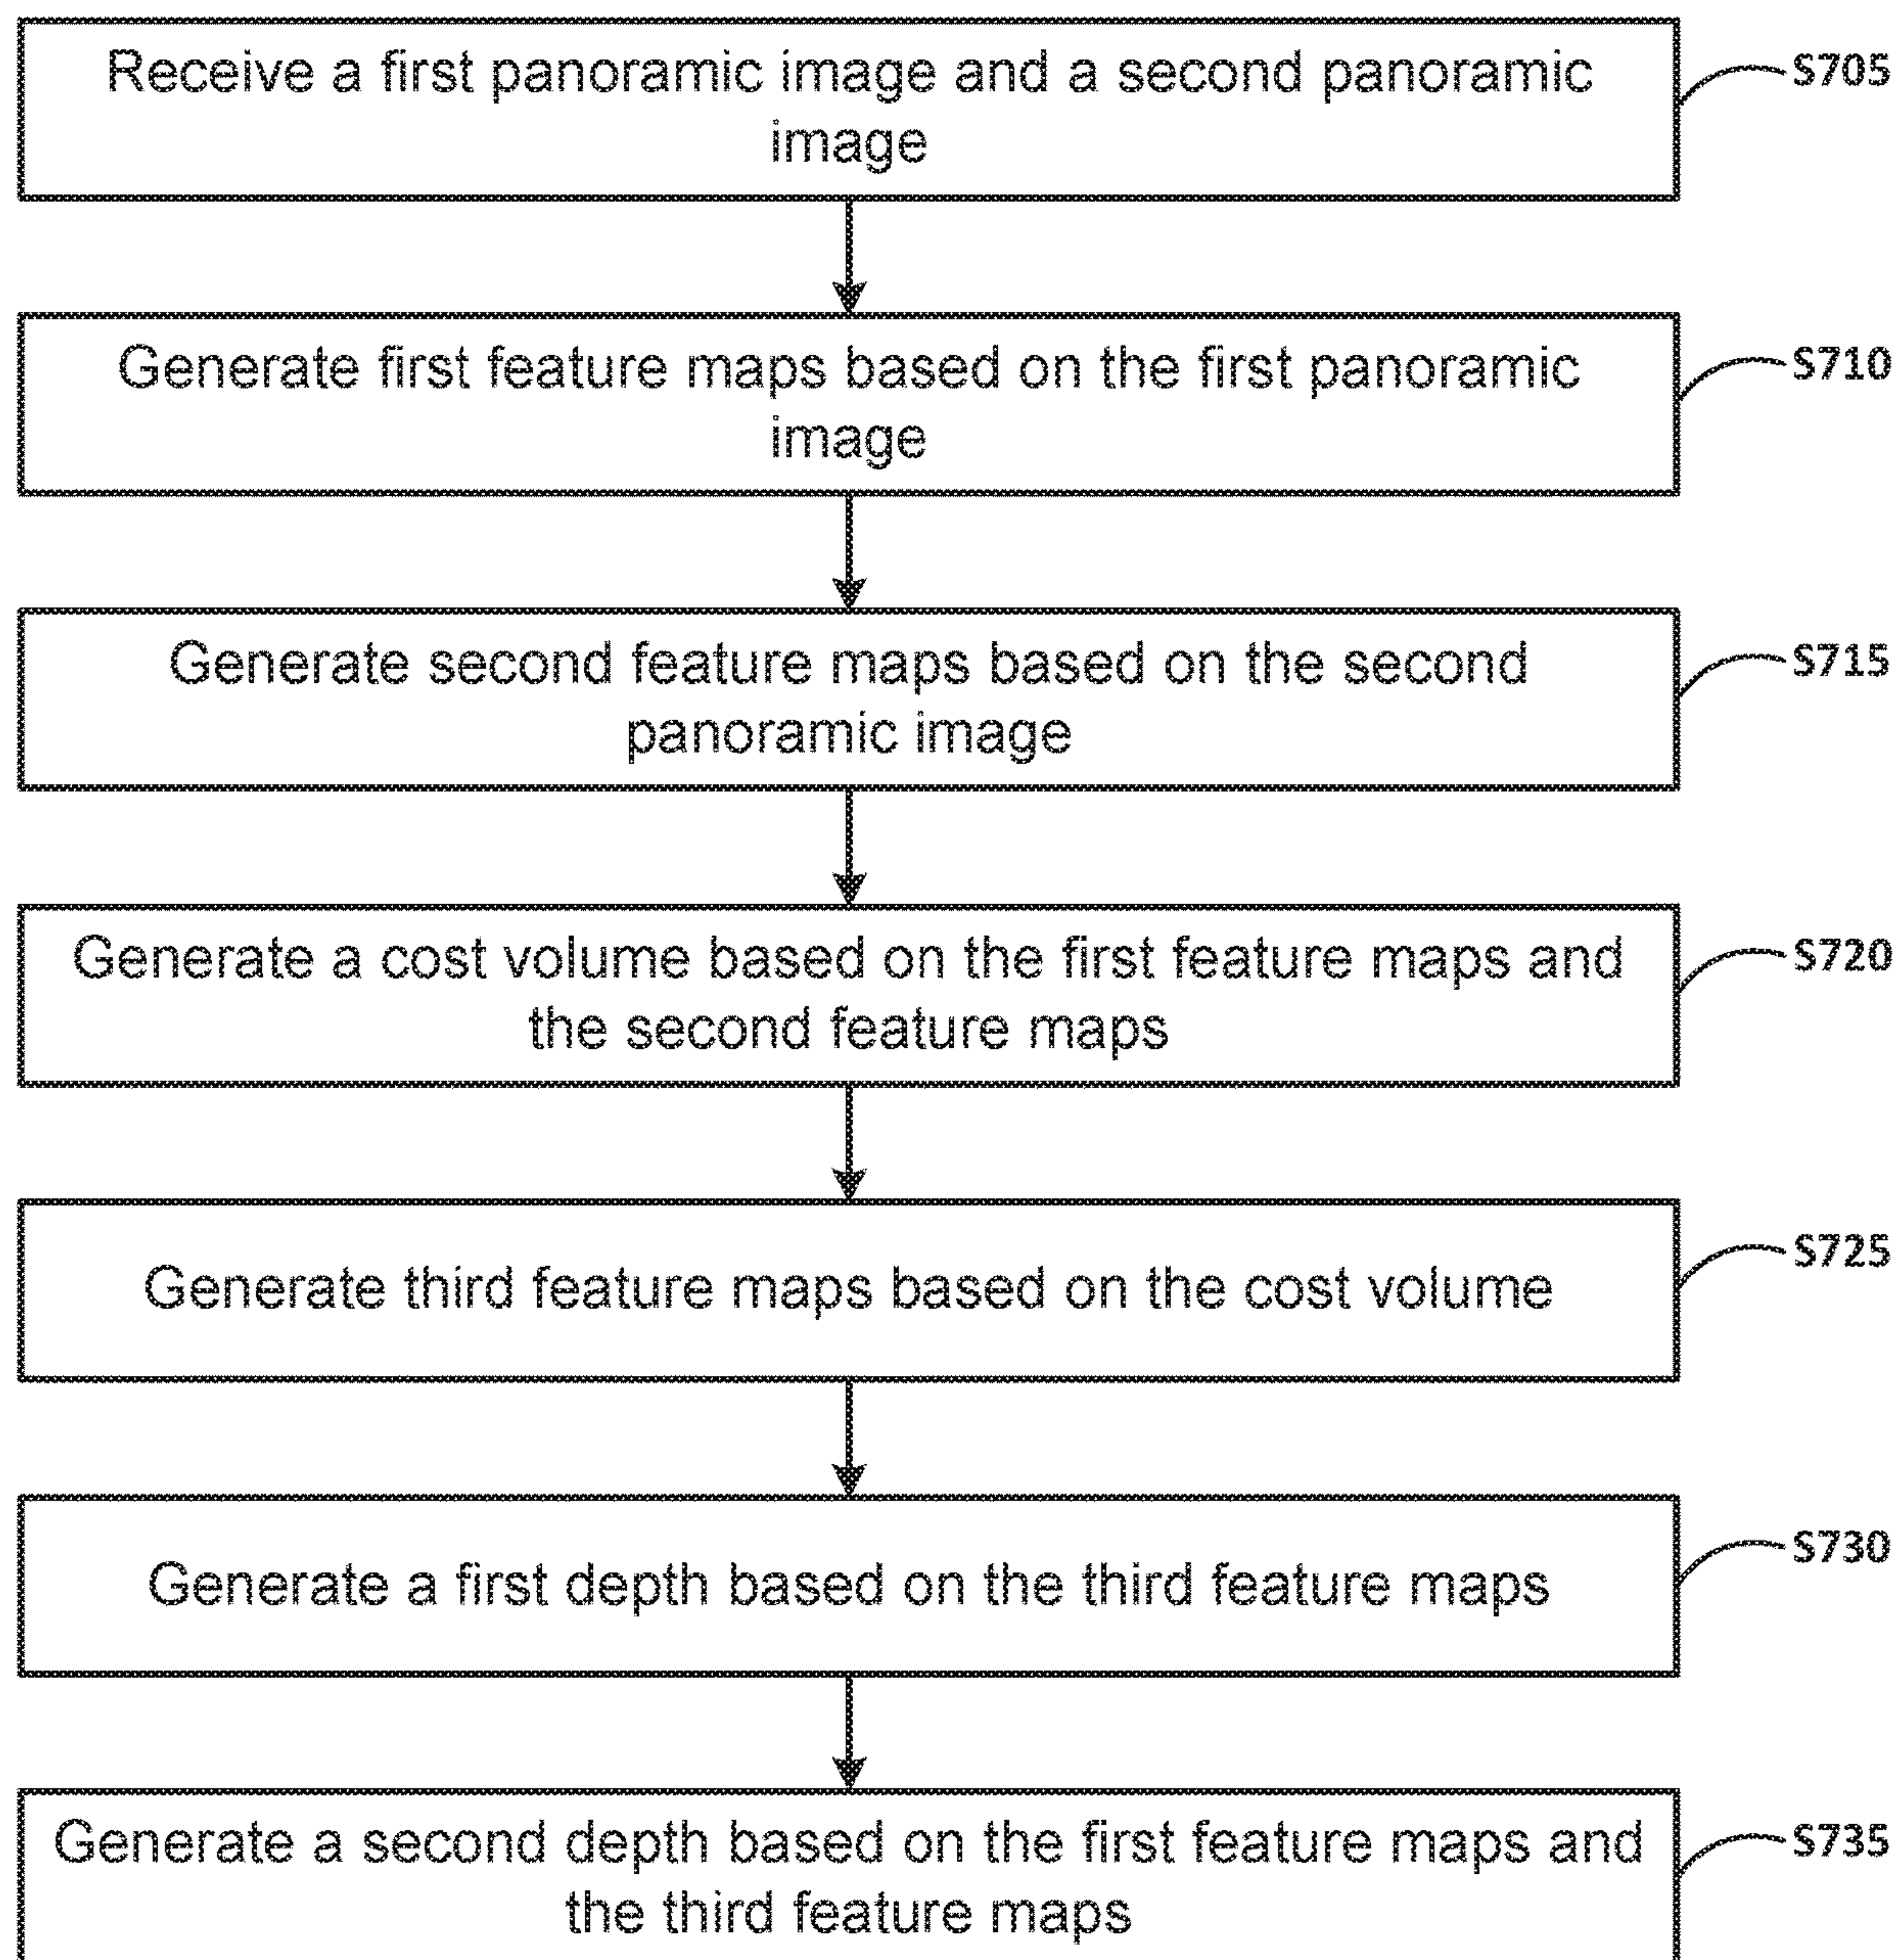 Receive a first panoramic image and a second panoramic
image
S705
Generate first feature maps based on the first panoramic
image
S710
Generate second feature maps based on the second
panoramic image
S715
Generate a cost volume based on the first feature maps and
the second feature maps
S720
Generate third feature maps based on the cost volume
S725
Generate a first depth based on the third feature maps
S730
Generate a second depth based on the first feature maps and
the third feature maps
S735